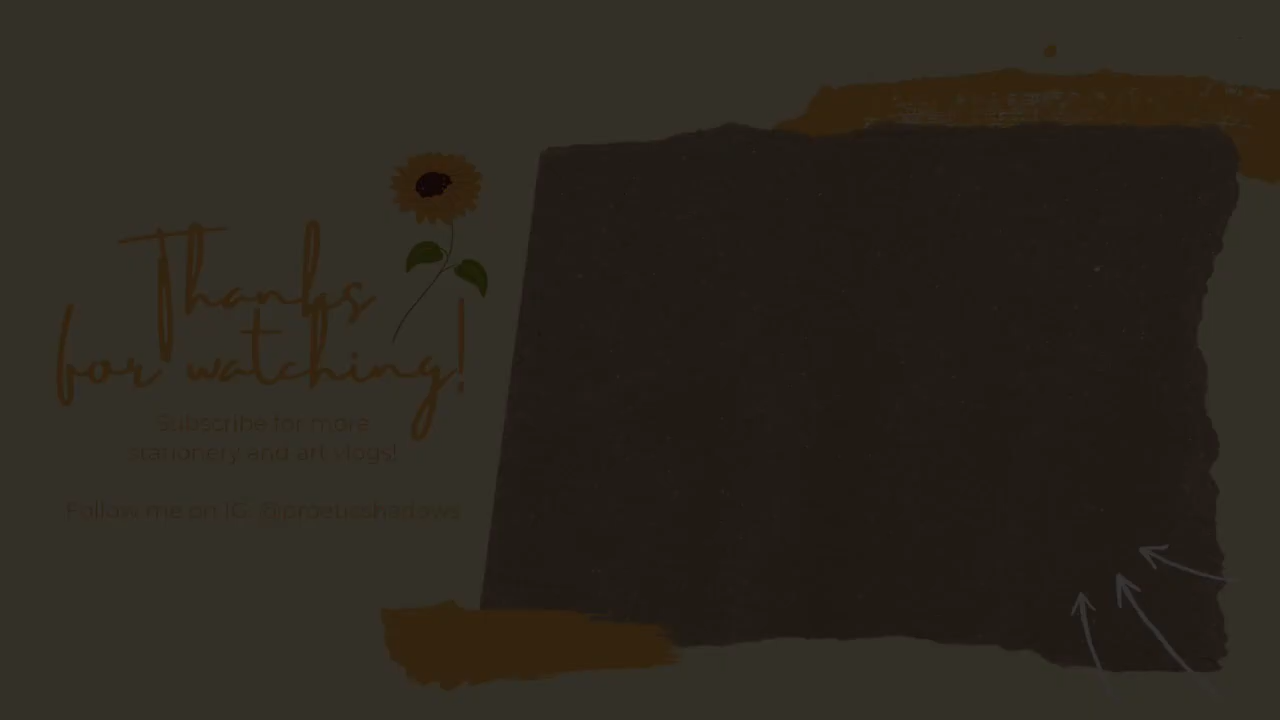 Thanks
for watching!
Subscribe for more
stationery and art vlogs!
Follow me on IG